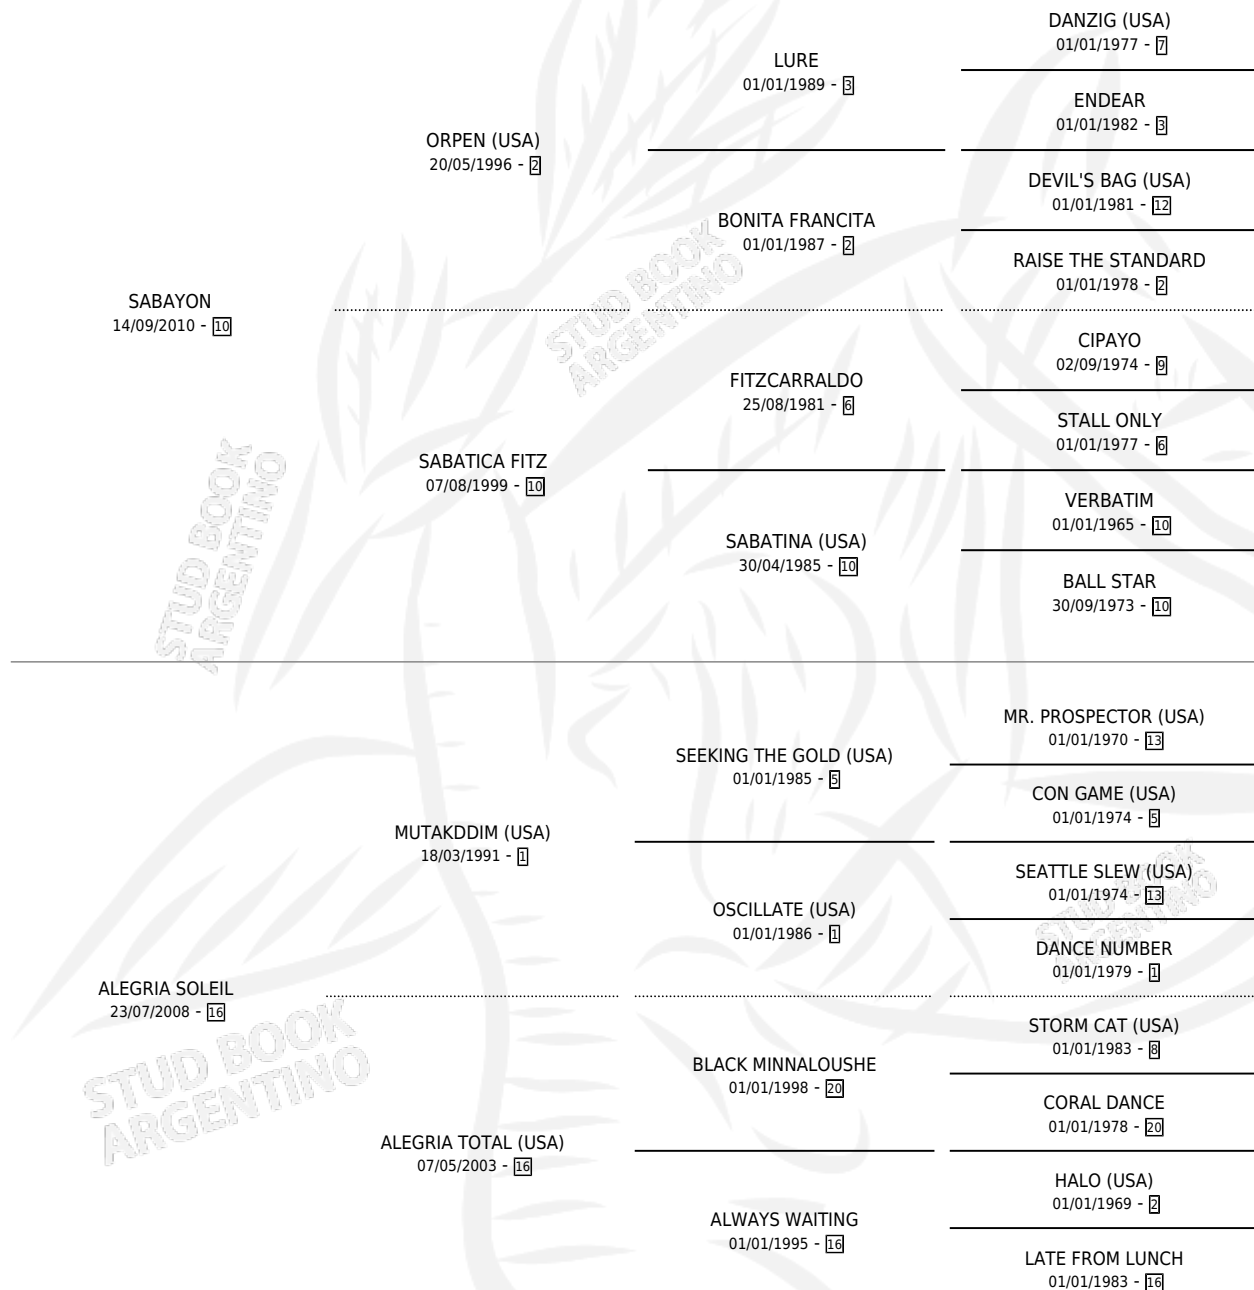 DANZIG (USA)
01/01/1977 - 7
LURE
01/01/1989 - 3
ENDEAR
01/01/1982 - 3
ORPEN (USA)
20/05/1996 - 2
DEVIL'S BAG (USA)
01/01/1981 - 12
BONITA FRANCITA
01/01/1987 - 2
RAISE THE STANDARD
01/01/1978 - 2
SABAYON
14/09/2010 - 10
CIPAYO
02/09/1974 - 9
FITZCARRALDO
25/08/1981 - 6
STALL ONLY
01/01/1977 - 6
SABATICA FITZ
07/08/1999 - 10
VERBATIM
01/01/1965 - 10
SABATINA (USA)
30/04/1985 - 10
BALL STAR
30/09/1973 - 10
STUD BOOK
ARGENTINO
STUD BOOK
ARGENTINO
MR. PROSPECTOR (USA)
01/01/1970 - 13
SEEKING THE GOLD (USA)
01/01/1985 - 5
CON GAME (USA)
01/01/1974 - 5
MUTAKDDIM (USA)
18/03/1991 - 1
SEATTLE SLEW (USA)
01/01/1974 - 13
OSCILLATE (USA)
01/01/1986 - 1
DANCE NUMBER
01/01/1979 - 1
ALEGRIA SOLEIL
23/07/2008 - 16
STORM CAT (USA)
01/01/1983 - 8
BLACK MINNALOUSHE
01/01/1998 - 20
CORAL DANCE
01/01/1978 - 20
ALEGRIA TOTAL (USA)
07/05/2003 - 16
HALO (USA)
01/01/1969 - 2
ALWAYS WAITING
01/01/1995 - 16
LATE FROM LUNCH
01/01/1983 - 16
STUD BOOK
ARGENTINO
STUD BOOK
ARGENTINO